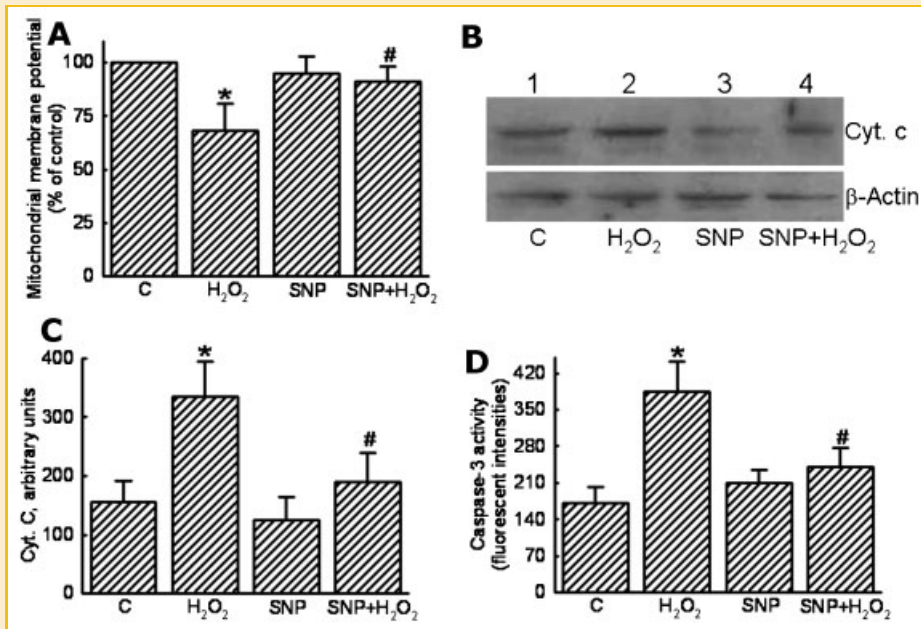 A
Mitochondrial membrane potential
(% of control)
100
75
50
25
0
*
#
C
H₂O₂
SNP
SNP+H₂O₂
B
1 2 3 4
Cyt. c
β-Actin
C H₂O₂ SNP SNP+H₂O₂
C
Cyt. C, arbitrary units
400
300
200
100
0
*
#
C
H₂O₂
SNP
SNP+H₂O₂
D
Caspase-3 activity
(fluorescent intensities)
420
350
280
210
140
70
0
*
#
C
H₂O₂
SNP
SNP+H₂O₂